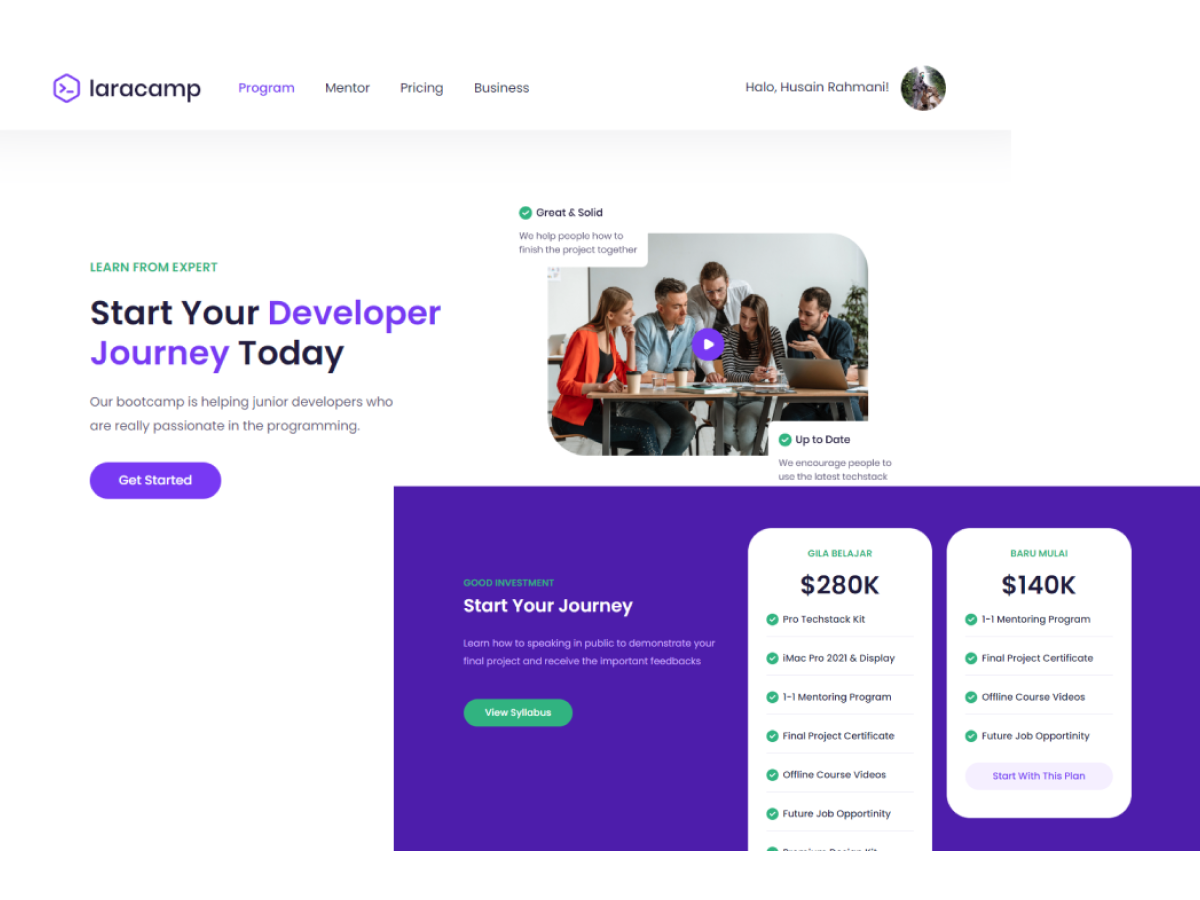 laracamp
Program
Mentor
Pricing
Business
Halo, Husain Rahmani!
LEARN FROM EXPERT
Start Your Developer
Journey Today
Our bootcamp is helping junior developers who
are really passionate in the programming.
Get Started
Great & Solid
We help people how to
finish the project together
Up to Date
We encourage people to
use the latest techstack
GOOD INVESTMENT
Start Your Journey
Learn how to speaking in public to demonstrate your
final project and receive the important feedbacks
View Syllabus
GILA BELAJAR
$280K
Pro Techstack Kit
iMac Pro 2021 & Display
1-1 Mentoring Program
Final Project Certificate
Offline Course Videos
Future Job Opportinity
Premium Design Kit
BARU MULAI
$140K
1-1 Mentoring Program
Final Project Certificate
Offline Course Videos
Future Job Opportinity
Start With This Plan